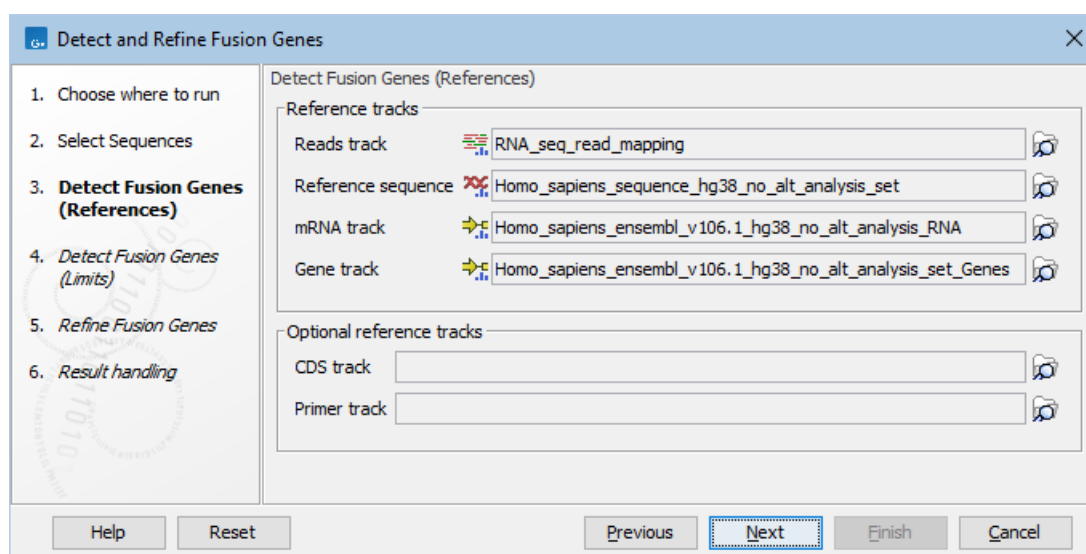 Detect and Refine Fusion Genes
1. Choose where to run
2. Select Sequences
3. Detect Fusion Genes
(References)
4. Detect Fusion Genes
(Limits)
5. Refine Fusion Genes
6. Result handling
Detect Fusion Genes (References)
Reference tracks
Reads track RNA_seq_read_mapping
Reference sequence Homo_sapiens_sequence_hg38_no_alt_analysis_set
mRNA track Homo_sapiens_ensembl_v106.1_hg38_no_alt_analysis_RNA
Gene track Homo_sapiens_ensembl_v106.1_hg38_no_alt_analysis_set_Genes
Optional reference tracks
CDS track
Primer track
Help Reset Previous Next Finish Cancel